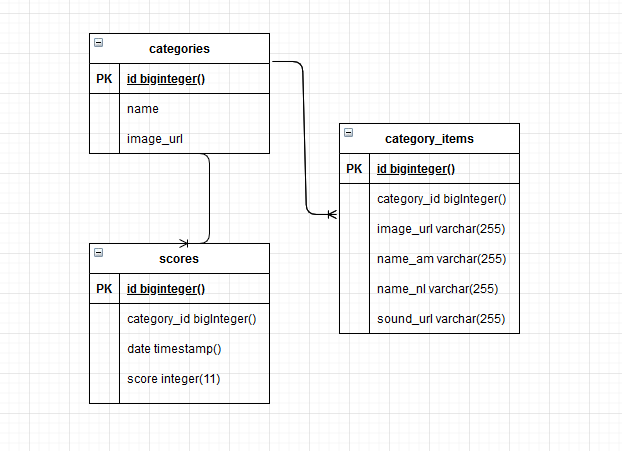 categories
PK id biginteger()
name
image_url
category_items
PK id biginteger()
category_id bigInteger()
image_url varchar(255)
name_am varchar(255)
name_nl varchar(255)
sound_url varchar(255)
scores
PK id biginteger()
category_id bigInteger()
date timestamp()
score integer(11)